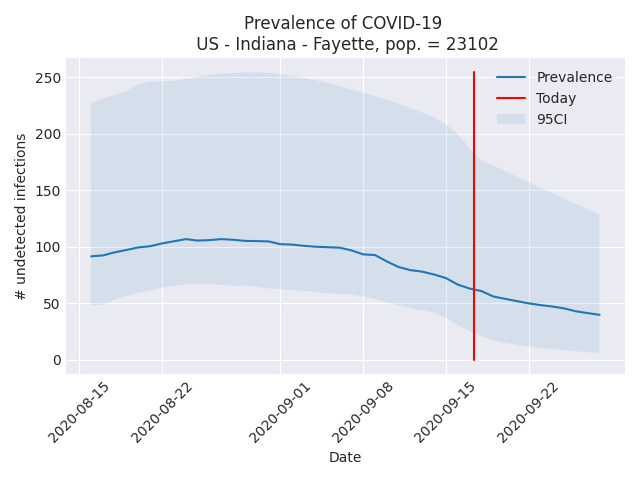 Prevalence of COVID-19
US - Indiana - Fayette, pop. = 23102
Prevalence
Today
95CI
# undetected infections
250
200
150
100
50
0
2020-08-15
2020-08-22
2020-09-01
2020-09-08
2020-09-15
2020-09-22
Date